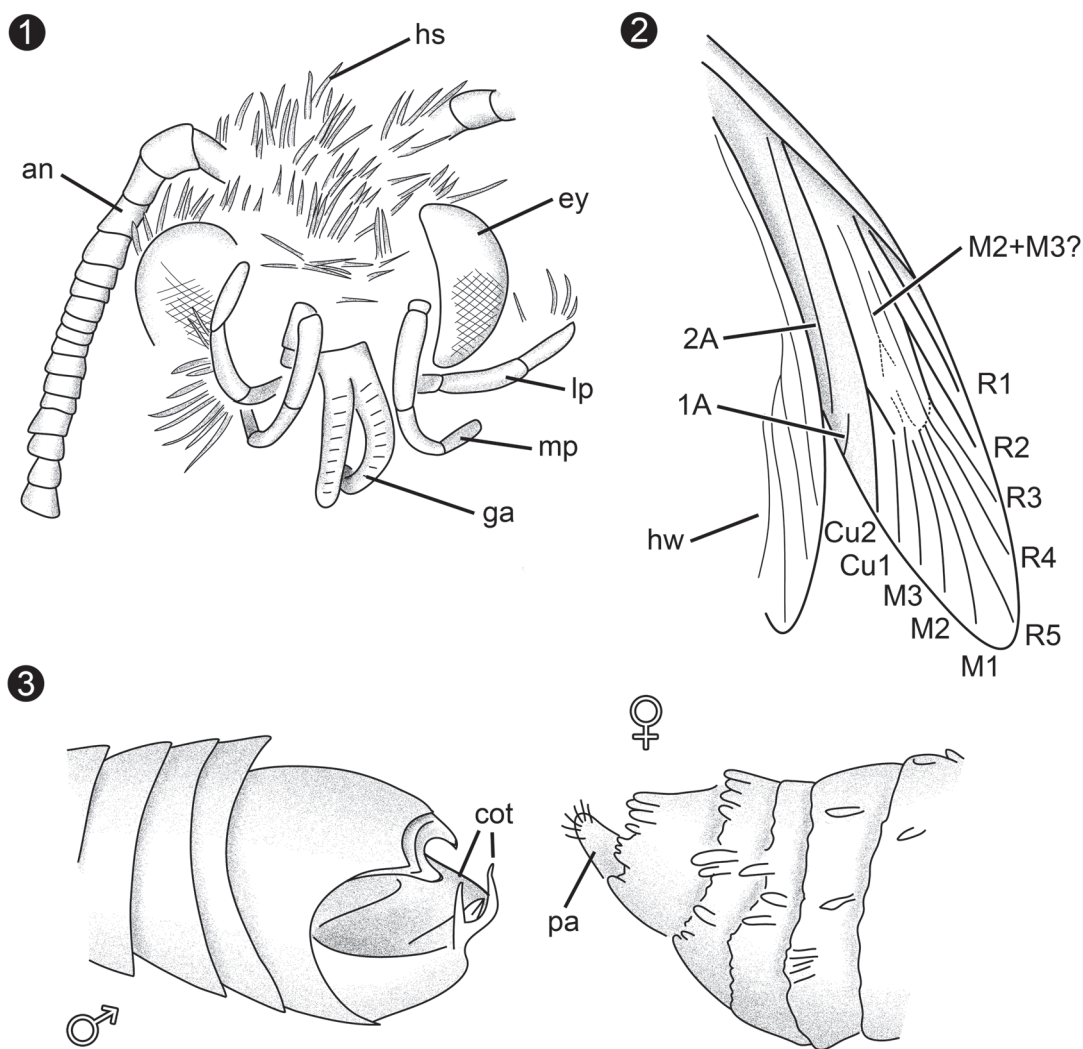 1
hs
an
ey
lp
mp
ga
2
M2+M3?
2A
1A
hw
R1
R2
R3
R4
R5
Cu2
Cu1
M3
M2
M1
3
♂
cot
♀
pa